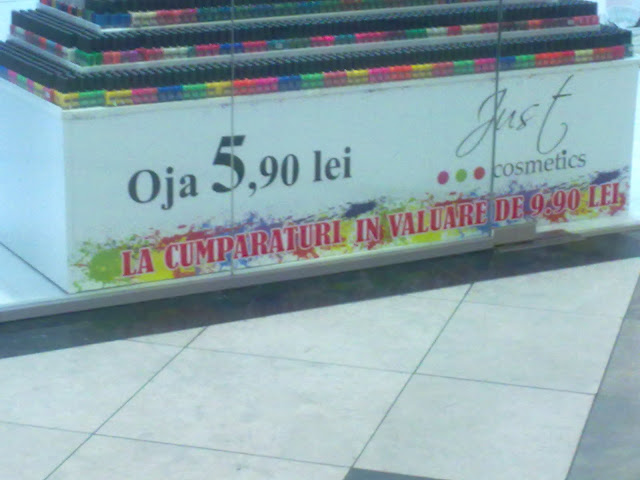 Oja 5,90 lei
Just
cosmetics
LA CUMPARATURI IN VALUARE DE 9.90 LEI